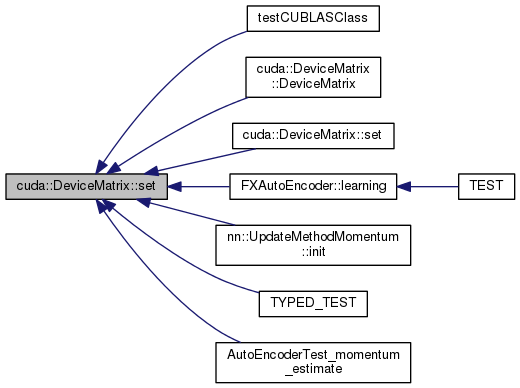 testCUBLASClass
cuda::DeviceMatrix
::DeviceMatrix
cuda::DeviceMatrix::set
cuda::DeviceMatrix::set
FXAutoEncoder::learning
TEST
nn::UpdateMethodMomentum
::init
TYPED_TEST
AutoEncoderTest_momentum
_estimate